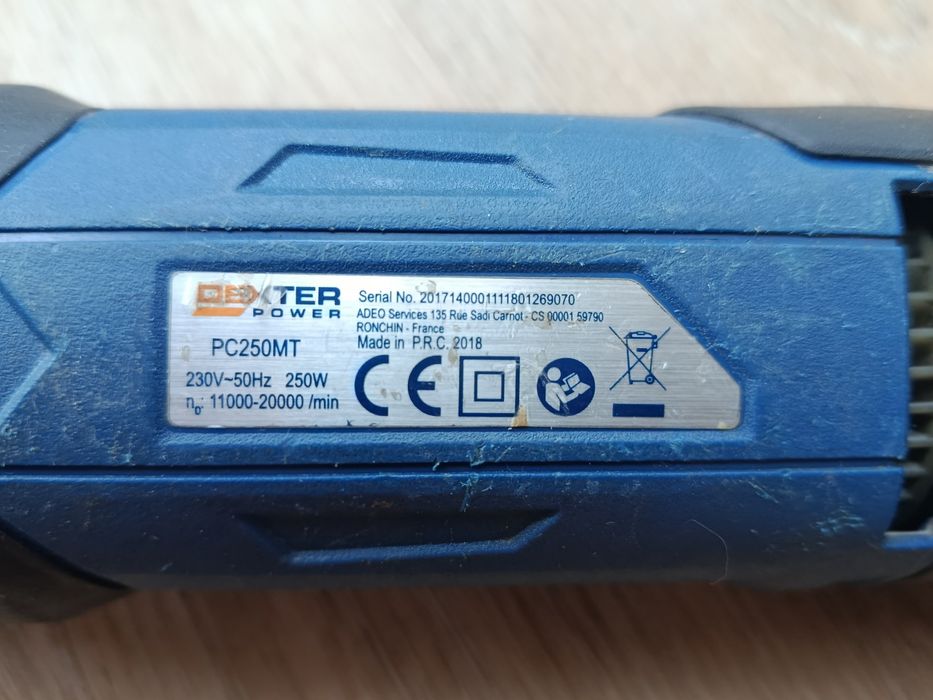 DEXTER
POWER
PC250MT
230V~50Hz 250W
n₀: 11000-20000 /min
Serial No. 2017140001111801269070
ADEO Services 135 Rue Sadi Carnot - CS 00001 59790
RONCHIN - France
Made in P.R.C. 2018
CE